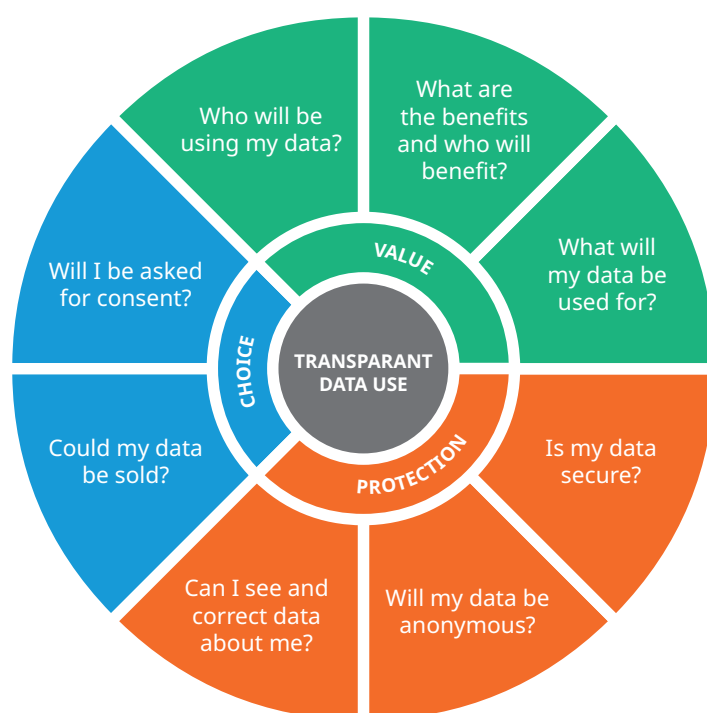 Who will be
using my data?
What are
the benefits
and who will
benefit?
What will
my data be
used for?
Is my data
secure?
Will my data be
anonymous?
Can I see and
correct data
about me?
Could my data
be sold?
Will I be asked
for consent?
VALUE
PROTECTION
CHOICE
TRANSPARANT
DATA USE